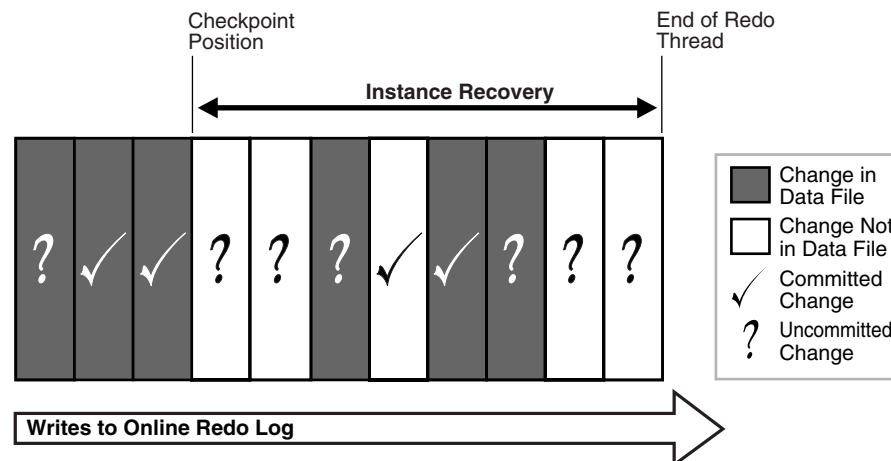 Checkpoint
Position
End of Redo
Thread
Instance Recovery
? ✓ ✓ ? ? ? ✓ ✓ ? ? ?
Change in
Data File
Change Not
in Data File
✓ Committed
Change
? Uncommitted
Change
Writes to Online Redo Log